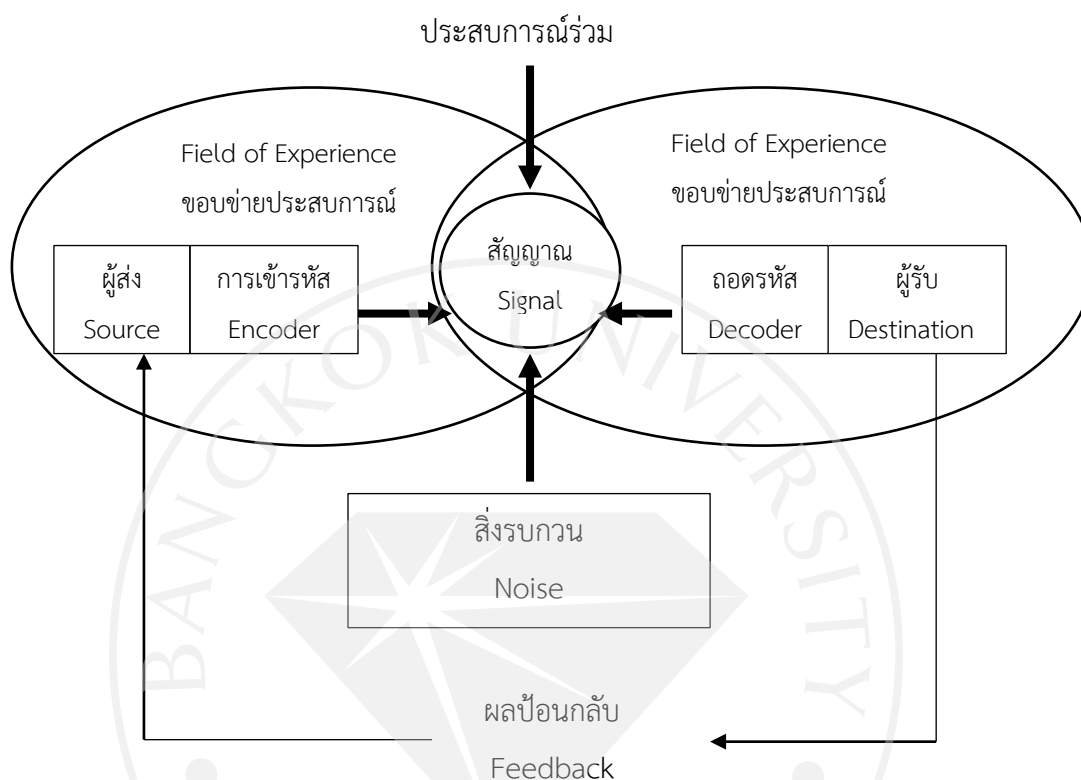 ประสบการณ์ร่วม
Field of Experience
ขอบข่ายประสบการณ์
Field of Experience
ขอบข่ายประสบการณ์
ผู้ส่ง
Source
การเข้ารหัส
Encoder
สัญญาณ
Signal
ถอดรหัส
Decoder
ผู้รับ
Destination
สิ่งรบกวน
Noise
ผลป้อนกลับ
Feedback
BANGKOK UNIVERSITY